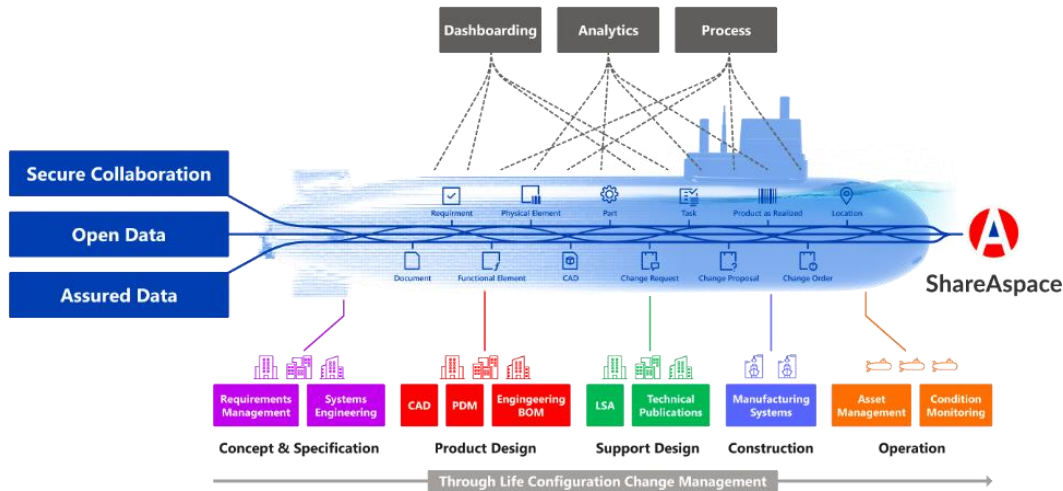 Dashboarding
Analytics
Process
Secure Collaboration
Open Data
Assured Data
Requirment
Physical Element
Part
Task
Product as Realized
Location
Document
Functional Element
CAD
Change Request
Change Proposal
Change Order
A
ShareAspace
Requirements
Management
Systems
Engineering
CAD
PDM
Engingeering
BOM
LSA
Technical
Publications
Manufacturing
Systems
Asset
Management
Condition
Monitoring
Concept & Specification
Product Design
Support Design
Construction
Operation
Through Life Configuration Change Management